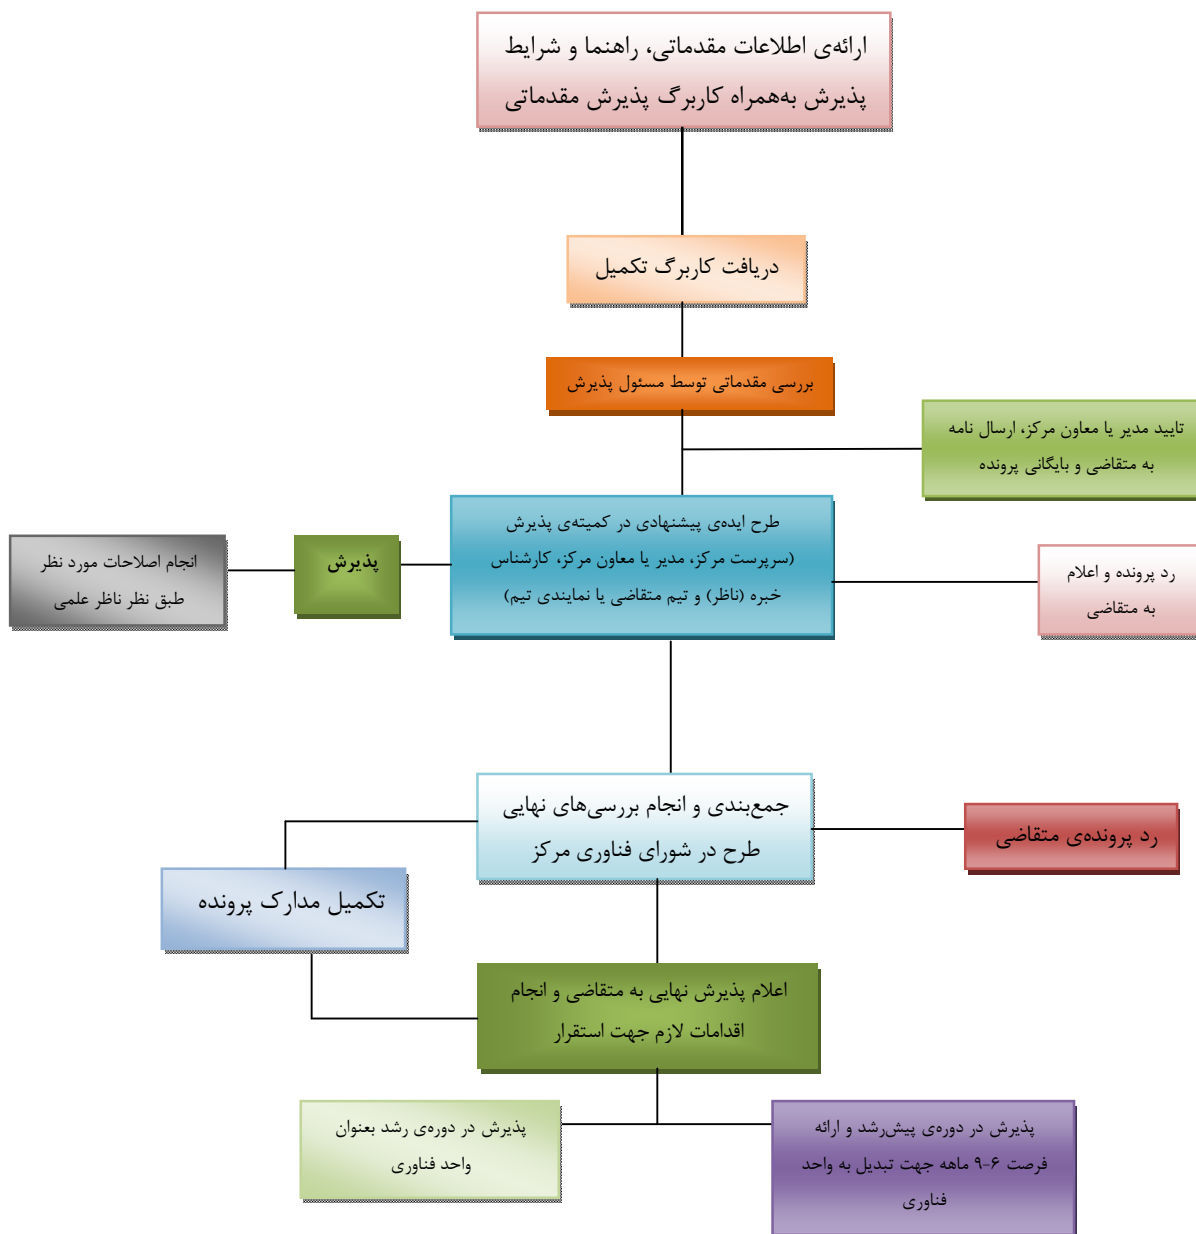 ارائه‌ی اطلاعات مقدماتی، راهنما و شرایط
پذیرش به‌همراه کاربرگ پذیرش مقدماتی
دریافت کاربرگ تکمیل
بررسی مقدماتی توسط مسئول پذیرش
تایید مدیر یا معاون مرکز، ارسال نامه
به متقاضی و بایگانی پرونده
طرح ایده‌ی پیشنهادی در کمیته‌ی پذیرش
(سرپرست مرکز، مدیر یا معاون مرکز، کارشناس
خبره (ناظر) و تیم متقاضی یا نمایندی تیم)
رد پرونده و اعلام
به متقاضی
پذیرش
انجام اصلاحات مورد نظر
طبق نظر ناظر علمی
جمع‌بندی و انجام بررسی‌های نهایی
طرح در شورای فناوری مرکز
رد پرونده‌ی متقاضی
تکمیل مدارک پرونده
اعلام پذیرش نهایی به متقاضی و انجام
اقدامات لازم جهت استقرار
پذیرش در دوره‌ی پیش‌رشد و ارائه
فرصت ۶-۹ ماهه جهت تبدیل به واحد
فناوری
پذیرش در دوره‌ی رشد بعنوان
واحد فناوری